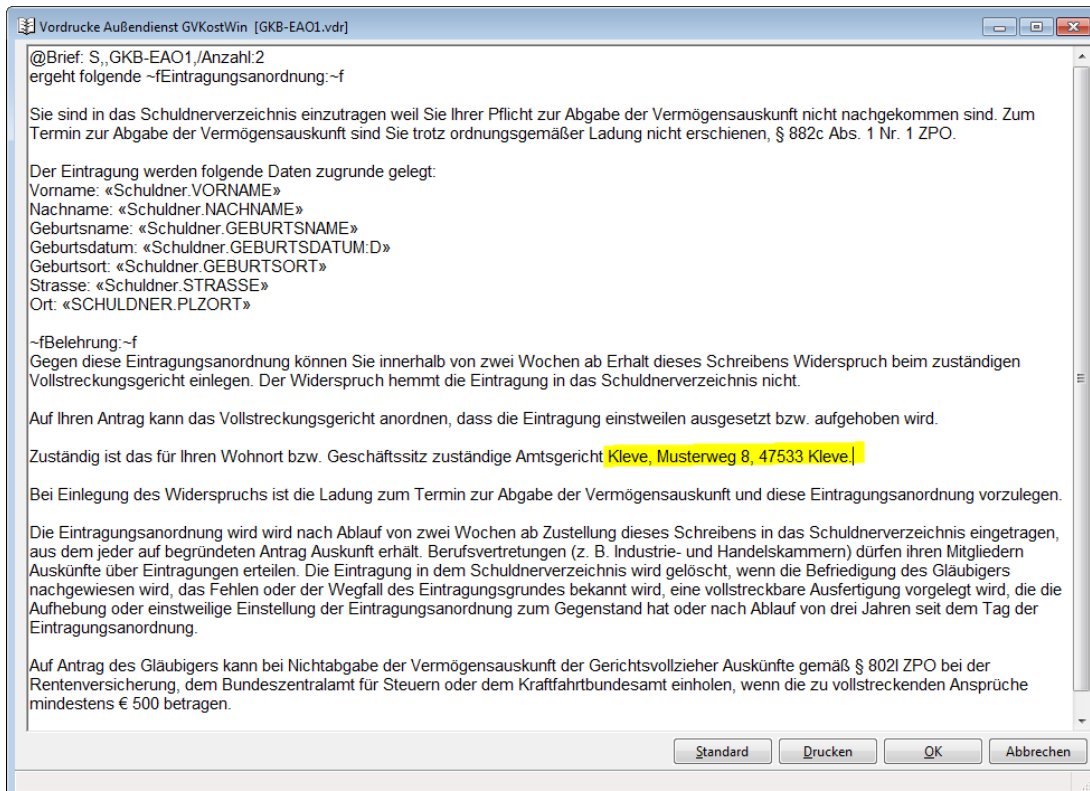 Vordrucke Außendienst GVKostWin [GKB-EAO1.vdr]
@Brief: S,,GKB-EAO1,/Anzahl:2
ergeht folgende ~fEintragungsanordnung:~f
Sie sind in das Schuldnerverzeichnis einzutragen weil Sie Ihrer Pflicht zur Abgabe der Vermögensauskunft nicht nachgekommen sind. Zum
Termin zur Abgabe der Vermögensauskunft sind Sie trotz ordnungsgemäßer Ladung nicht erschienen, § 882c Abs. 1 Nr. 1 ZPO.
Der Eintragung werden folgende Daten zugrunde gelegt:
Vorname: «Schuldner.VORNAME»
Nachname: «Schuldner.NACHNAME»
Geburtsname: «Schuldner.GEBURTSNAME»
Geburtsdatum: «Schuldner.GEBURTSDATUM:D»
Geburtsort: «Schuldner.GEBURTSORT»
Strasse: «Schuldner.STRASSE»
Ort: «SCHULDNER.PLZORT»
~fBelehrung:~f
Gegen diese Eintragungsanordnung können Sie innerhalb von zwei Wochen ab Erhalt dieses Schreibens Widerspruch beim zuständigen
Vollstreckungsgericht einlegen. Der Widerspruch hemmt die Eintragung in das Schuldnerverzeichnis nicht.
Auf Ihren Antrag kann das Vollstreckungsgericht anordnen, dass die Eintragung einstweilen ausgesetzt bzw. aufgehoben wird.
Zuständig ist das für Ihren Wohnort bzw. Geschäftssitz zuständige Amtsgericht Kleve, Musterweg 8, 47533 Kleve.
Bei Einlegung des Widerspruchs ist die Ladung zum Termin zur Abgabe der Vermögensauskunft und diese Eintragungsanordnung vorzulegen.
Die Eintragungsanordnung wird wird nach Ablauf von zwei Wochen ab Zustellung dieses Schreibens in das Schuldnerverzeichnis eingetragen,
aus dem jeder auf begründeten Antrag Auskunft erhält. Berufsvertretungen (z. B. Industrie- und Handelskammern) dürfen ihren Mitgliedern
Auskünfte über Eintragungen erteilen. Die Eintragung in dem Schuldnerverzeichnis wird gelöscht, wenn die Befriedigung des Gläubigers
nachgewiesen wird, das Fehlen oder der Wegfall des Eintragungsgrundes bekannt wird, eine vollstreckbare Ausfertigung vorgelegt wird, die die
Aufhebung oder einstweilige Einstellung der Eintragungsanordnung zum Gegenstand hat oder nach Ablauf von drei Jahren seit dem Tag der
Eintragungsanordnung.
Auf Antrag des Gläubigers kann bei Nichtabgabe der Vermögensauskunft der Gerichtsvollzieher Auskünfte gemäß § 802l ZPO bei der
Rentenversicherung, dem Bundeszentralamt für Steuern oder dem Kraftfahrtbundesamt einholen, wenn die zu vollstreckenden Ansprüche
mindestens € 500 betragen.
Standard Drucken OK Abbrechen